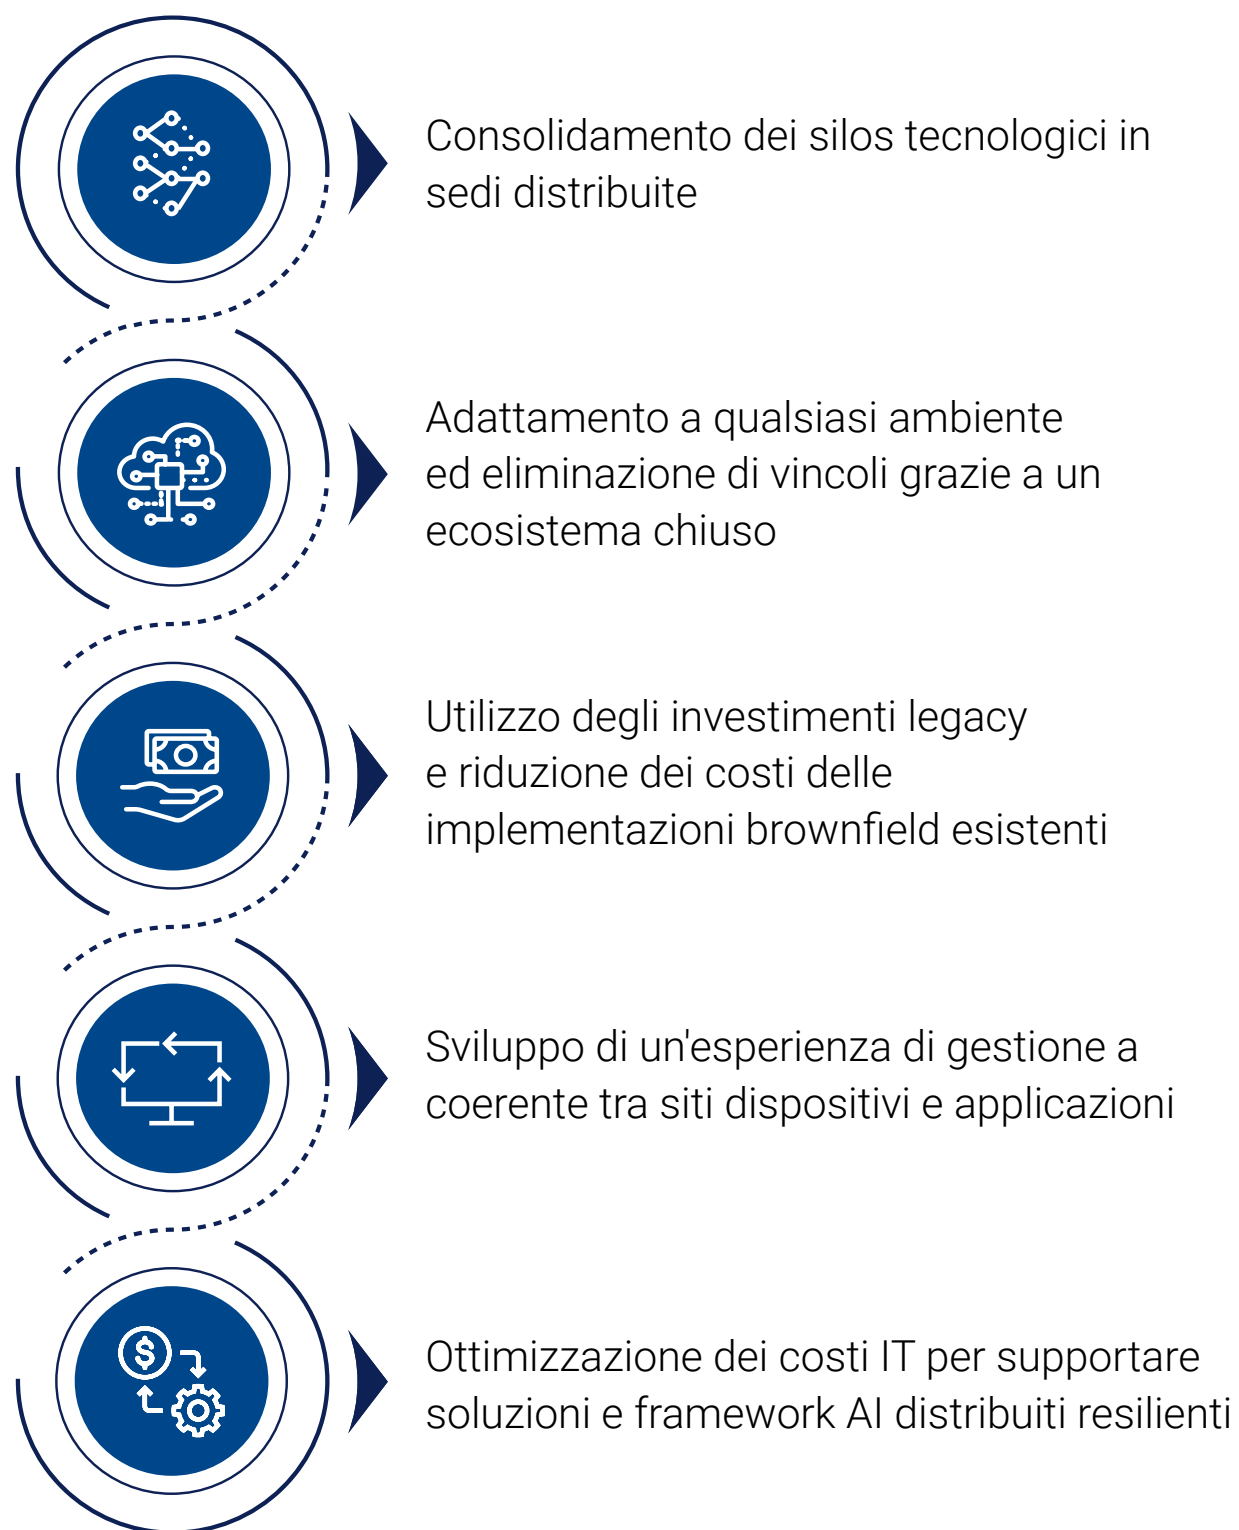 Consolidamento dei silos tecnologici in
sedi distribuite
Adattamento a qualsiasi ambiente
ed eliminazione di vincoli grazie a un
ecosistema chiuso
Utilizzo degli investimenti legacy
e riduzione dei costi delle
implementazioni brownfield esistenti
Sviluppo di un'esperienza di gestione a
coerente tra siti dispositivi e applicazioni
$
Ottimizzazione dei costi IT per supportare
soluzioni e framework AI distribuiti resilienti